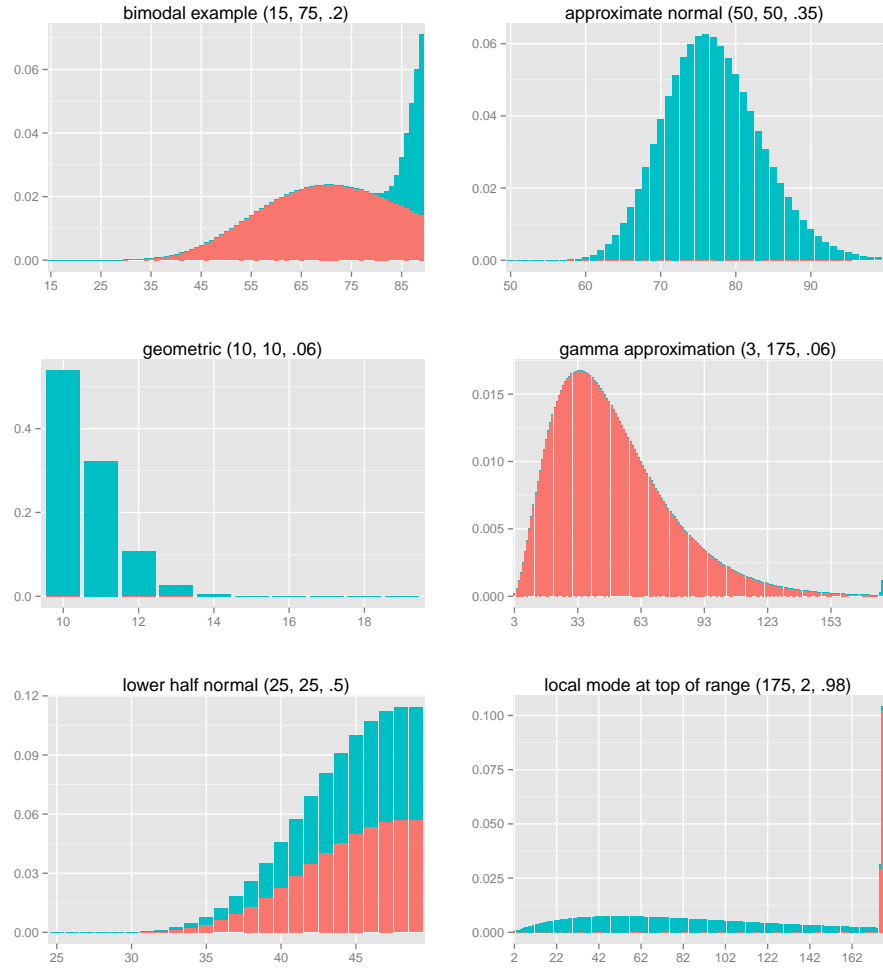 bimodal example (15, 75, .2)
0.06
0.04
0.02
0.00
15 25 35 45 55 65 75 85
approximate normal (50, 50, .35)
0.06
0.04
0.02
0.00
50 60 70 80 90
geometric (10, 10, .06)
0.4
0.2
0.0
10 12 14 16 18
gamma approximation (3, 175, .06)
0.015
0.010
0.005
0.000
3 33 63 93 123 153
lower half normal (25, 25, .5)
0.12
0.09
0.06
0.03
0.00
25 30 35 40 45
local mode at top of range (175, 2, .98)
0.100
0.075
0.050
0.025
0.000
2 22 42 62 82 102 122 142 162